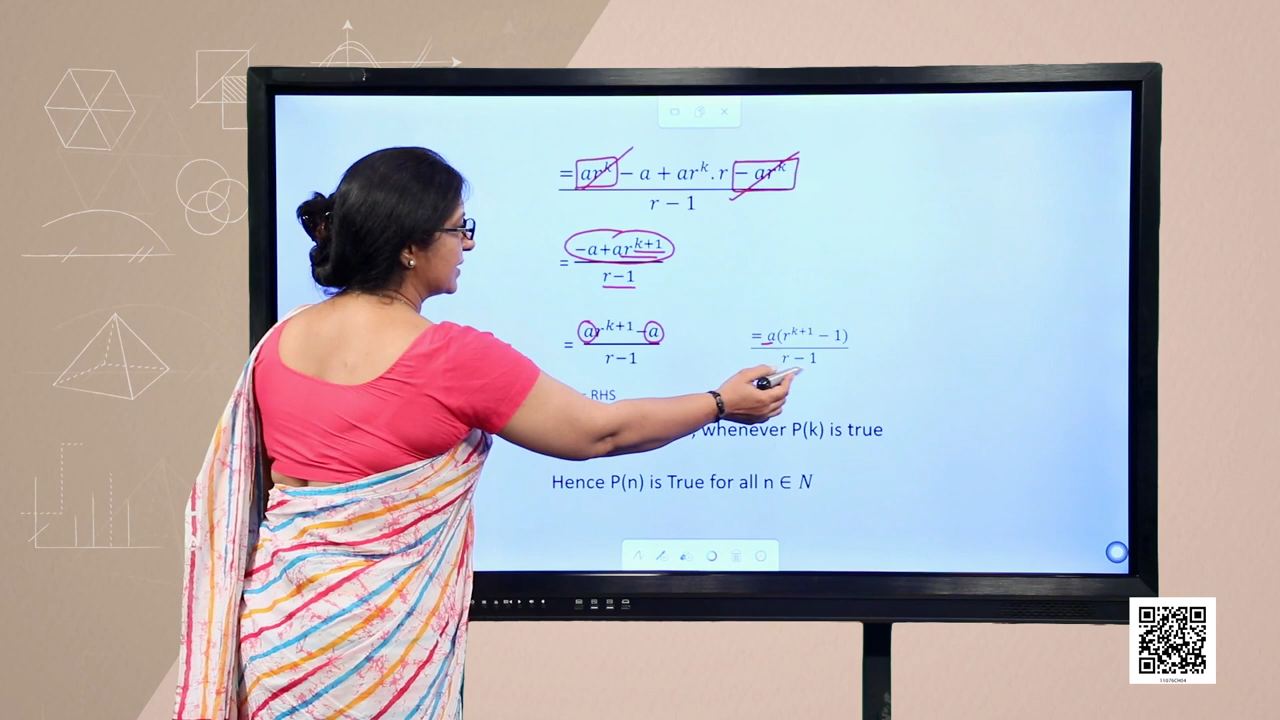 = ar^k − a + ar^k . r − ar^k
r − 1
= −a+ar^{k+1}
r−1
= ar^{k+1}−a
r−1
= a(r^{k+1} − 1)
r − 1
RHS
, whenever P(k) is true
Hence P(n) is True for all n ∈ N
11076CH04